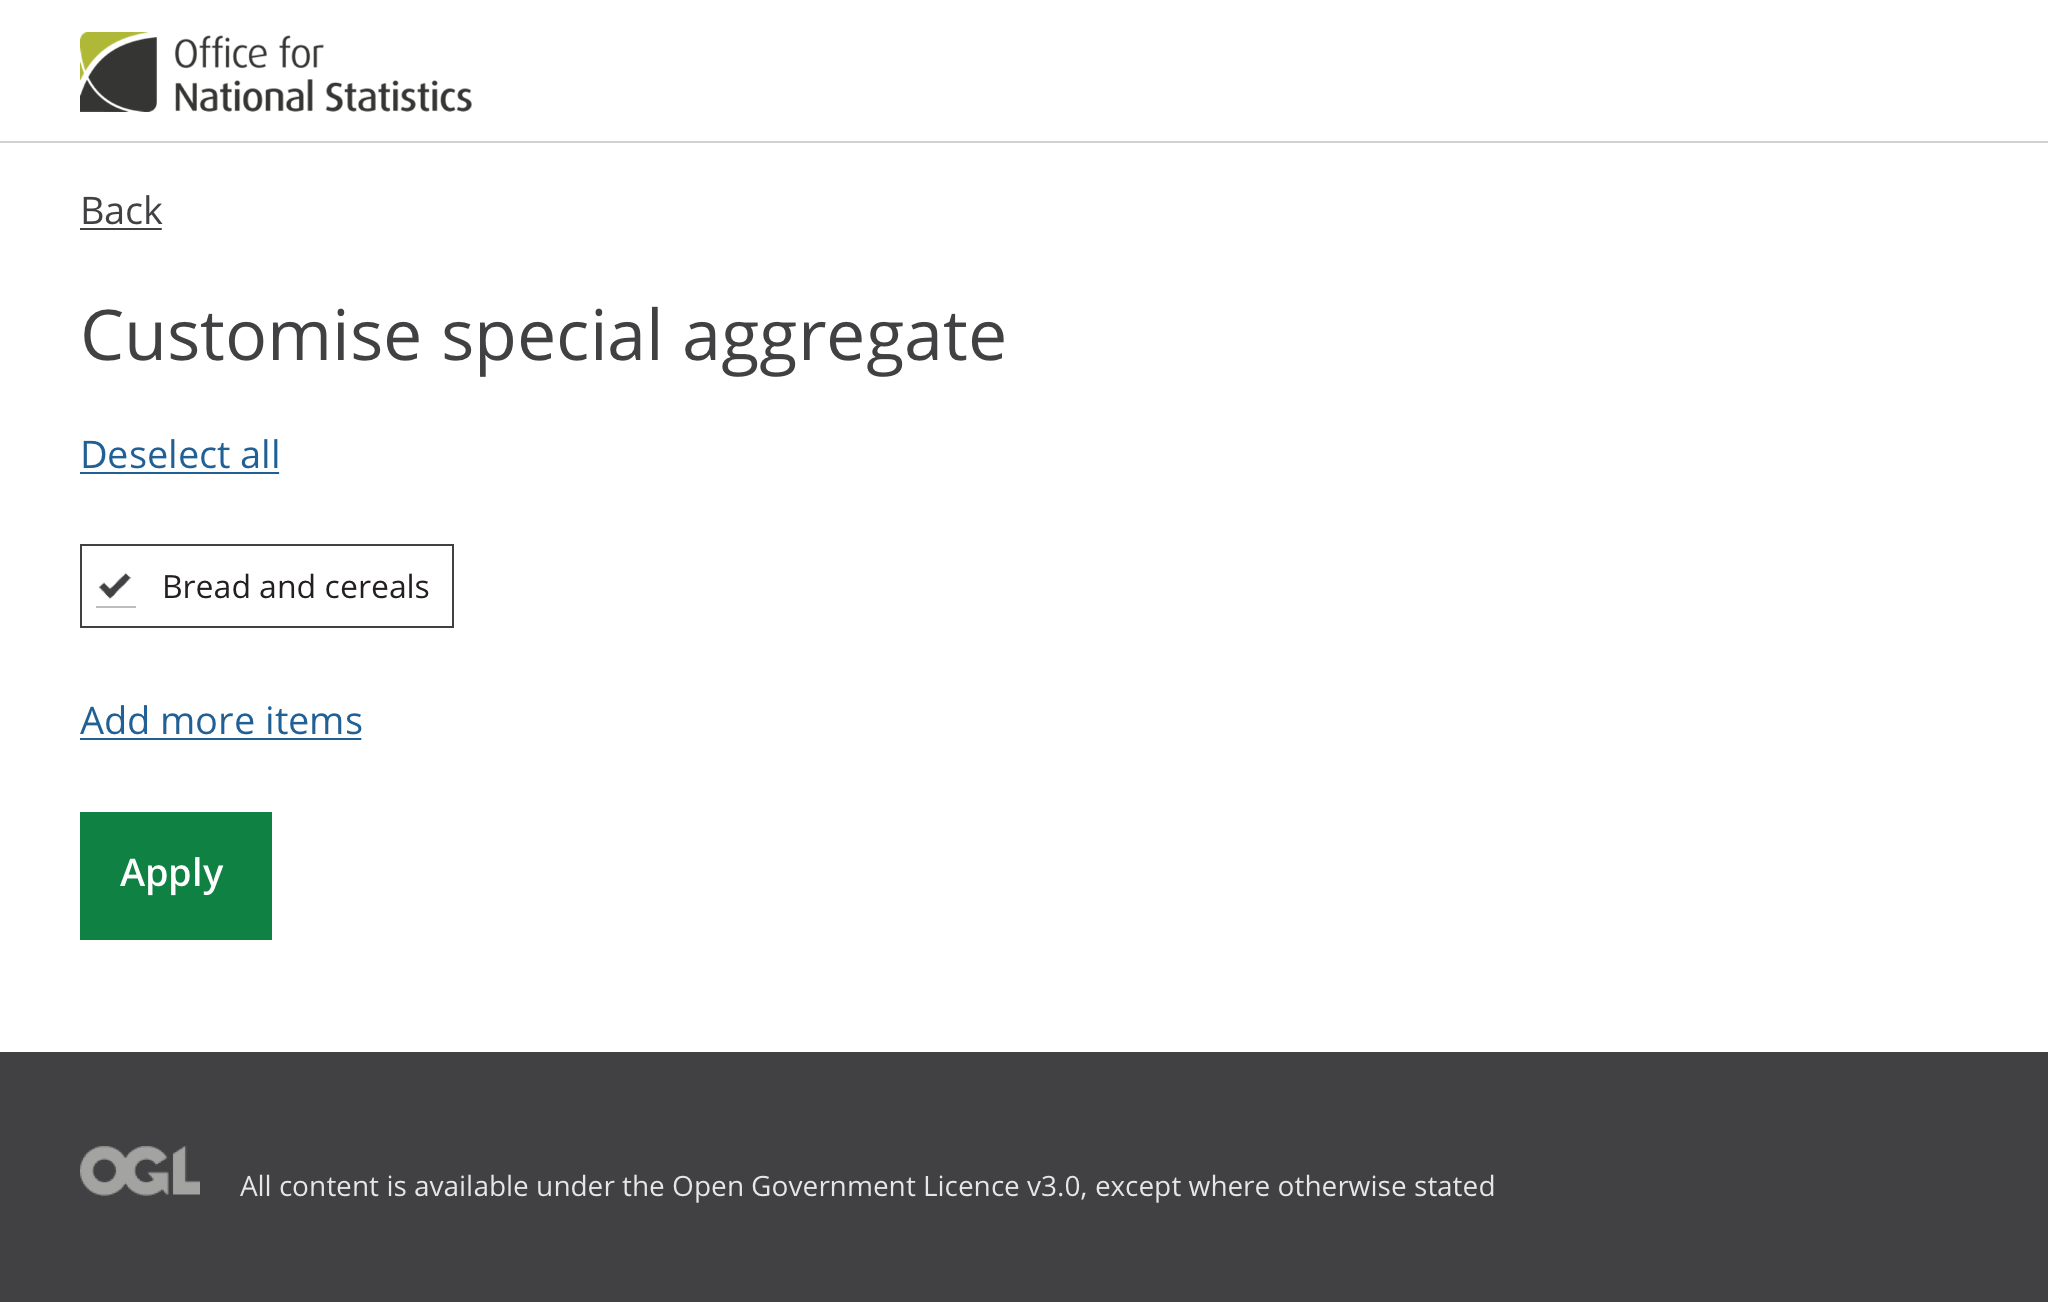 Office for
National Statistics
Back
Customise special aggregate
Deselect all
Bread and cereals
Add more items
Apply
OGL
All content is available under the Open Government Licence v3.0, except where otherwise stated